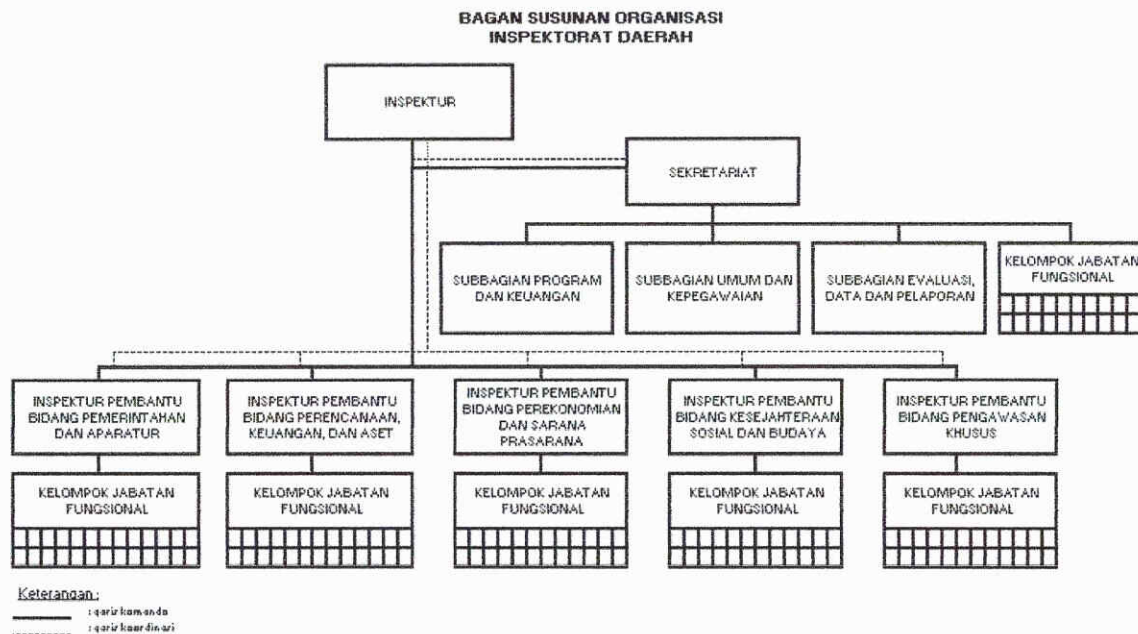 BAGAN SUSUNAN ORGANISASI
INSPEKTORAT DAERAH
INSPEKTUR
SEKRETARIAT
SUBBAGIAN PROGRAM
DAN KEUANGAN
SUBBAGIAN UMUM DAN
KEPEGAWAIAN
SUBBAGIAN EVALUASI,
DATA DAN PELAPORAN
KELOMPOK JABATAN
FUNGSIONAL
INSPEKTUR PEMBANTU
BIDANG PEMERINTAHAN
DAN APARATUR
INSPEKTUR PEMBANTU
BIDANG PERENCANAAN,
KEUANGAN, DAN ASET
INSPEKTUR PEMBANTU
BIDANG PEREKONOMIAN
DAN SARANA
PRASARANA
INSPEKTUR PEMBANTU
BIDANG KESEJAHTERAAN
SOSIAL DAN BUDAYA
INSPEKTUR PEMBANTU
BIDANG PENGAWASAN
KHUSUS
KELOMPOK JABATAN
FUNGSIONAL
KELOMPOK JABATAN
FUNGSIONAL
KELOMPOK JABATAN
FUNGSIONAL
KELOMPOK JABATAN
FUNGSIONAL
KELOMPOK JABATAN
FUNGSIONAL
Keterangan :
: garis komando
: garis koordinasi